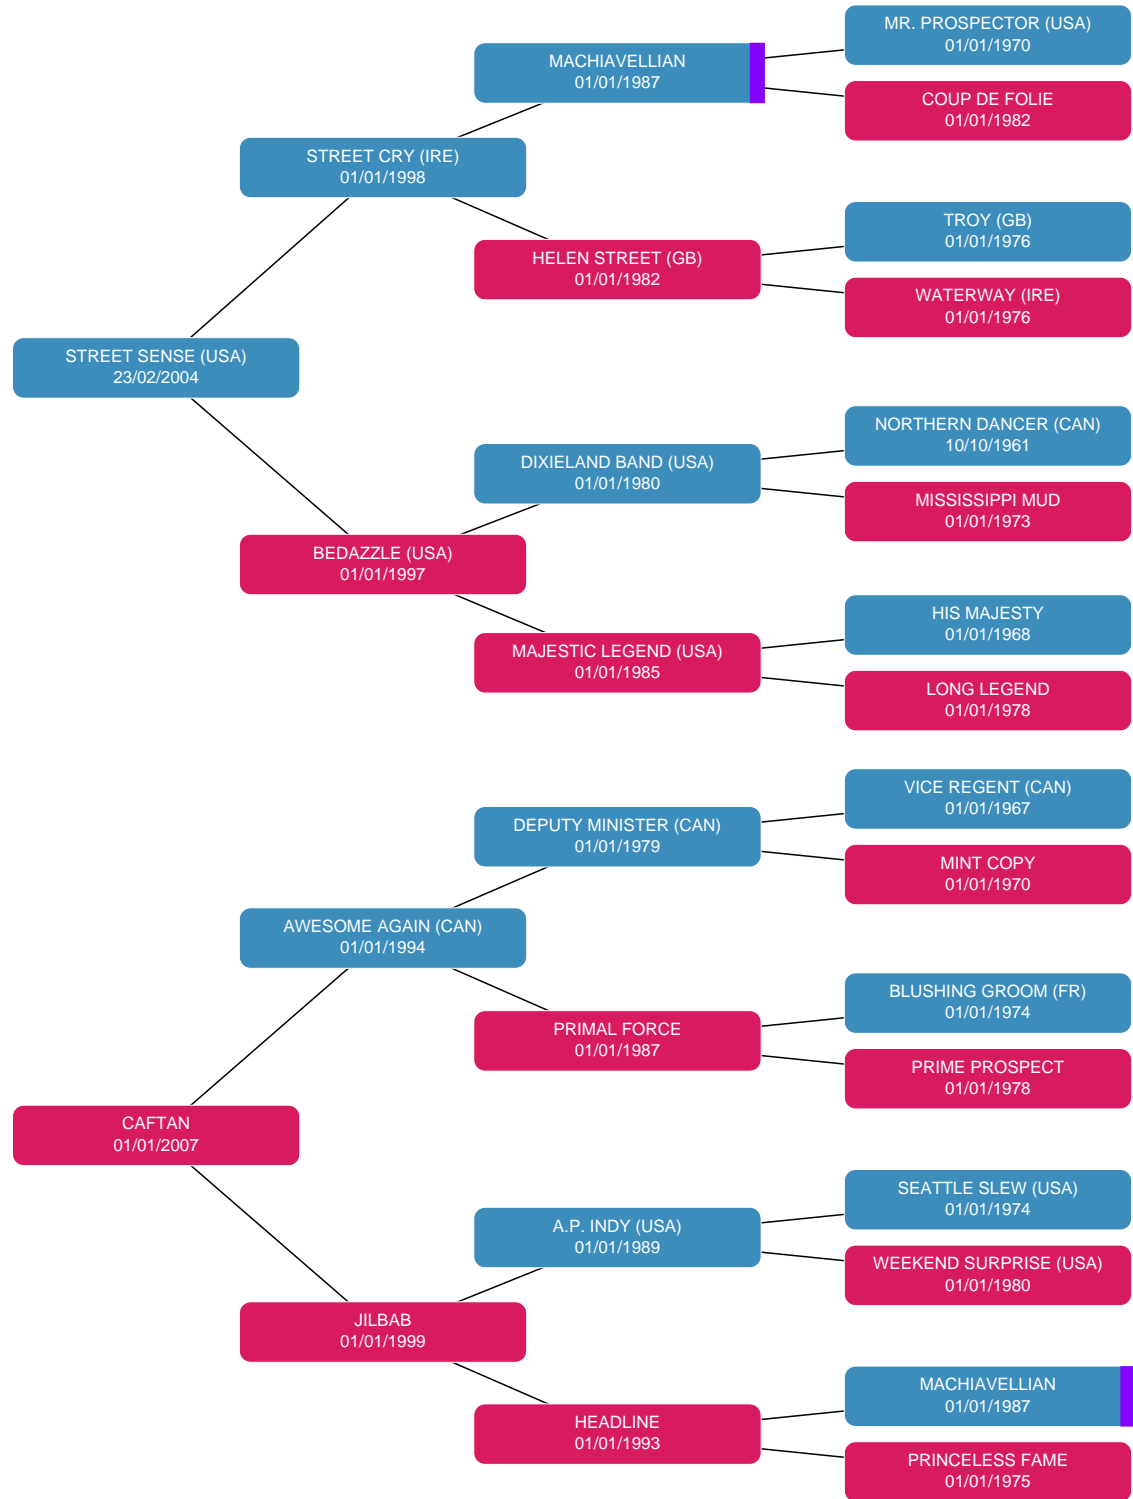 MR. PROSPECTOR (USA)
01/01/1970
MACHIAVELLIAN
01/01/1987
COUP DE FOLIE
01/01/1982
STREET CRY (IRE)
01/01/1998
TROY (GB)
01/01/1976
HELEN STREET (GB)
01/01/1982
WATERWAY (IRE)
01/01/1976
STREET SENSE (USA)
23/02/2004
NORTHERN DANCER (CAN)
10/10/1961
DIXIELAND BAND (USA)
01/01/1980
MISSISSIPPI MUD
01/01/1973
BEDAZZLE (USA)
01/01/1997
HIS MAJESTY
01/01/1968
MAJESTIC LEGEND (USA)
01/01/1985
LONG LEGEND
01/01/1978
VICE REGENT (CAN)
01/01/1967
DEPUTY MINISTER (CAN)
01/01/1979
MINT COPY
01/01/1970
AWESOME AGAIN (CAN)
01/01/1994
BLUSHING GROOM (FR)
01/01/1974
PRIMAL FORCE
01/01/1987
PRIME PROSPECT
01/01/1978
CAFTAN
01/01/2007
SEATTLE SLEW (USA)
01/01/1974
A.P. INDY (USA)
01/01/1989
WEEKEND SURPRISE (USA)
01/01/1980
JILBAB
01/01/1999
MACHIAVELLIAN
01/01/1987
HEADLINE
01/01/1993
PRINCELESS FAME
01/01/1975